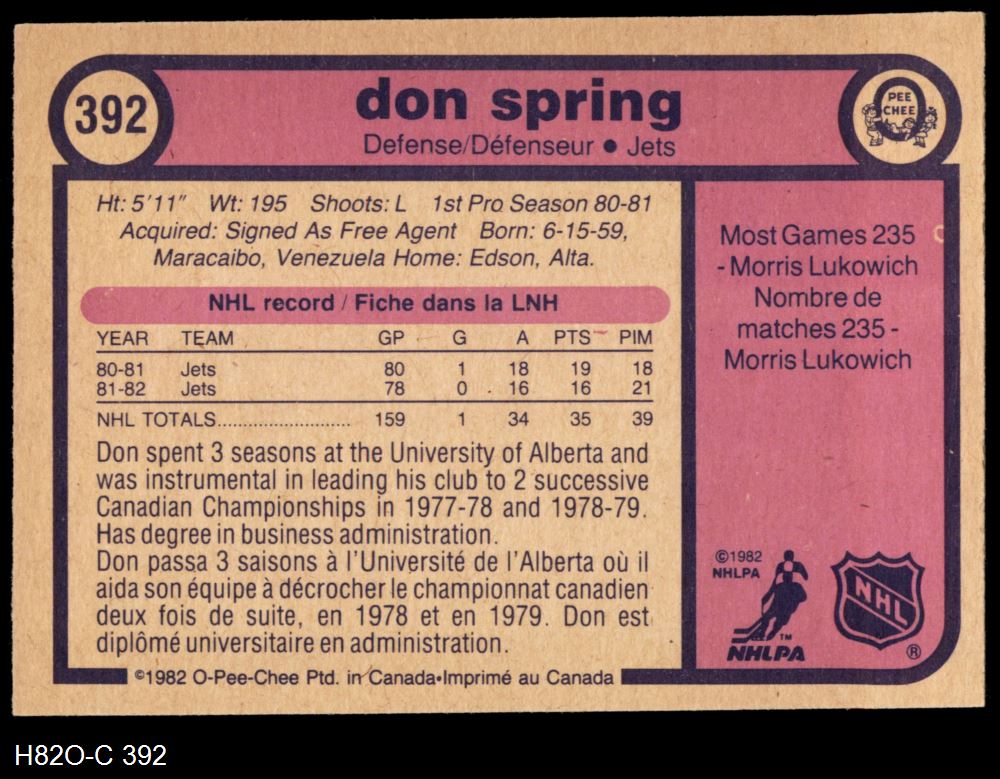 392
don spring
Defense/Défenseur ● Jets
PEE
CHEE
Ht: 5'11" Wt: 195 Shoots: L 1st Pro Season 80-81
Acquired: Signed As Free Agent Born: 6-15-59,
Maracaibo, Venezuela Home: Edson, Alta.
NHL record / Fiche dans la LNH
YEAR TEAM GP G A PTS PIM
80-81 Jets 80 1 18 19 18
81-82 Jets 78 0 16 16 21
NHL TOTALS............................ 159 1 34 35 39
Don spent 3 seasons at the University of Alberta and
was instrumental in leading his club to 2 successive
Canadian Championships in 1977-78 and 1978-79.
Has degree in business administration.
Don passa 3 saisons à l'Université de l'Alberta où il
aida son équipe à décrocher le championnat canadien
deux fois de suite, en 1978 et en 1979. Don est
diplômé universitaire en administration.
©1982 O-Pee-Chee Ptd. in Canada•Imprimé au Canada
Most Games 235
- Morris Lukowich
Nombre de
matches 235 -
Morris Lukowich
©1982
NHLPA
TM
NHLPA
NHL
®
H82O-C 392